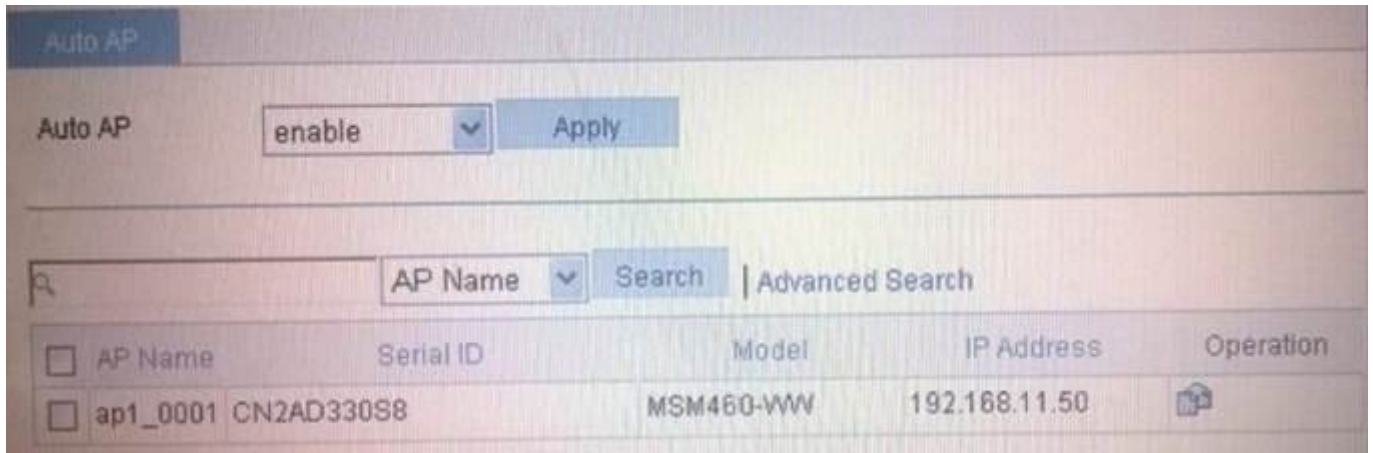 Auto AP
Auto AP enable Apply
AP Name Search | Advanced Search
AP Name Serial ID Model IP Address Operation
ap1_0001 CN2AD330S8 MSM460-WW 192.168.11.50